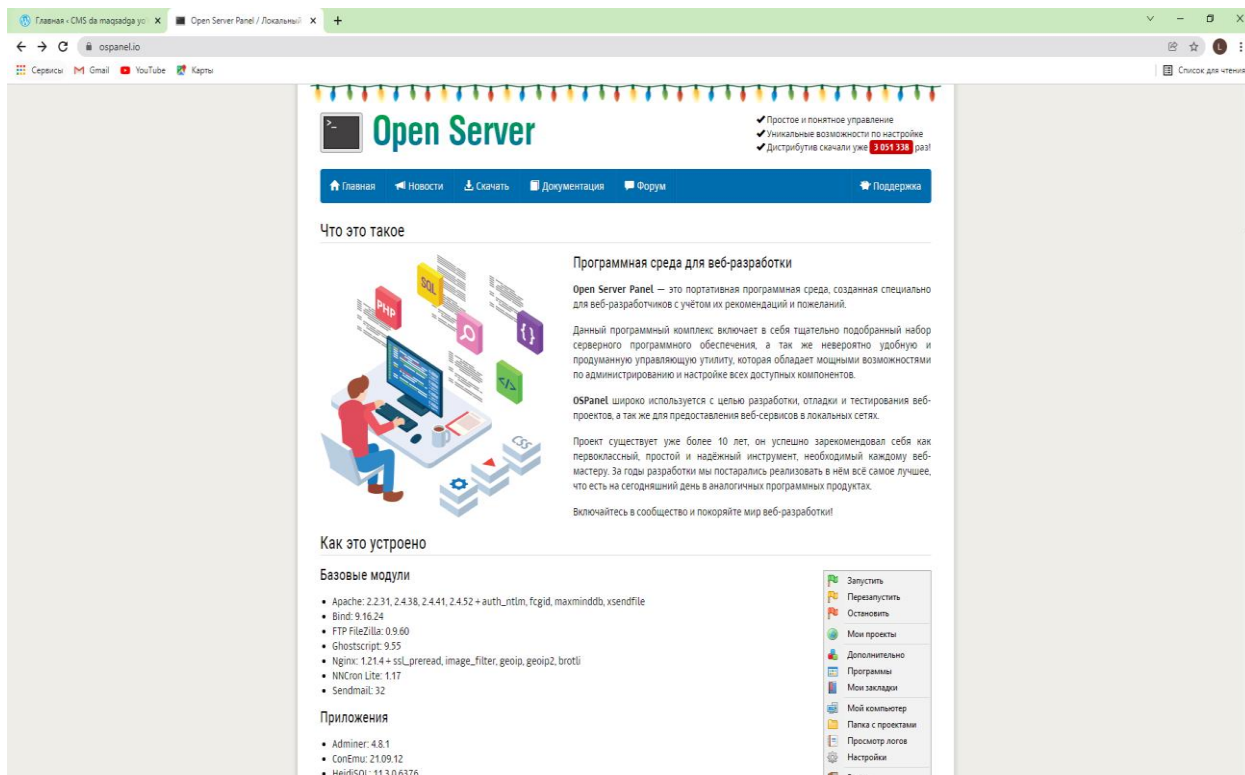 Главная ‹ CMS da maqsadga yo
Open Server Panel / Локальный
ospanel.io
Сервисы Gmail YouTube Карты
Список для чтения
Open Server
Простое и понятное управление
Уникальные возможности по настройке
Дистрибутив скачали уже 3 051 338 раз!
Главная Новости Скачать Документация Форум Поддержка
Что это такое
SQL
PHP
{ }
</>
CSS
Программная среда для веб-разработки
Open Server Panel — это портативная программная среда, созданная специально
для веб-разработчиков с учётом их рекомендаций и пожеланий.
Данный программный комплекс включает в себя тщательно подобранный набор
серверного программного обеспечения, а так же невероятно удобную и
продуманную управляющую утилиту, которая обладает мощными возможностями
по администрированию и настройке всех доступных компонентов.
OSPanel широко используется с целью разработки, отладки и тестирования веб-
проектов, а так же для предоставления веб-сервисов в локальных сетях.
Проект существует уже более 10 лет, он успешно зарекомендовал себя как
первоклассный, простой и надёжный инструмент, необходимый каждому веб-
мастеру. За годы разработки мы постарались реализовать в нём всё самое лучшее,
что есть на сегодняшний день в аналогичных программных продуктах.
Включайтесь в сообщество и покоряйте мир веб-разработки!
Как это устроено
Базовые модули
Apache: 2.2.31, 2.4.38, 2.4.41, 2.4.52 + auth_ntlm, fcgid, maxminddb, xsendfile
Bind: 9.16.24
FTP FileZilla: 0.9.60
Ghostscript: 9.55
Nginx: 1.21.4 + ssl_preread, image_filter, geoip, geoip2, brotli
NNCron Lite: 1.17
Sendmail: 32
Приложения
Adminer: 4.8.1
ConEmu: 21.09.12
HeidiSQL: 11.3.0.6376
Запустить
Перезапустить
Остановить
Мои проекты
Дополнительно
Программы
Мои закладки
Мой компьютер
Папка с проектами
Просмотр логов
Настройки